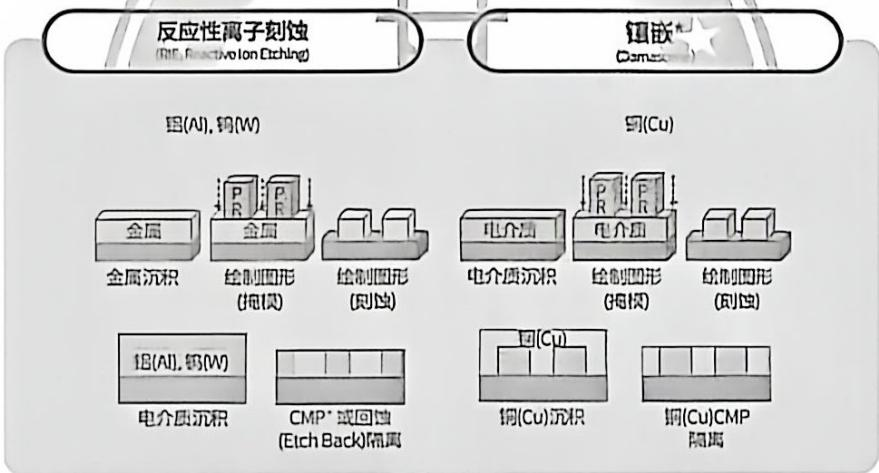 反应性离子刻蚀
(RIE: Reactive Ion Etching)
镶嵌*
(Damascene)
铝(Al), 钨(W)
铜(Cu)
PR
PR
金属
金属
PR
PR
电介质
电介质
金属沉积
绘制图形
(掩模)
绘制图形
(刻蚀)
电介质沉积
绘制图形
(掩模)
绘制图形
(刻蚀)
铝(Al), 钨(W)
铜(Cu)
电介质沉积
CMP* 或回蚀
(Etch Back)隔离
铜(Cu)沉积
铜(Cu)CMP
隔离